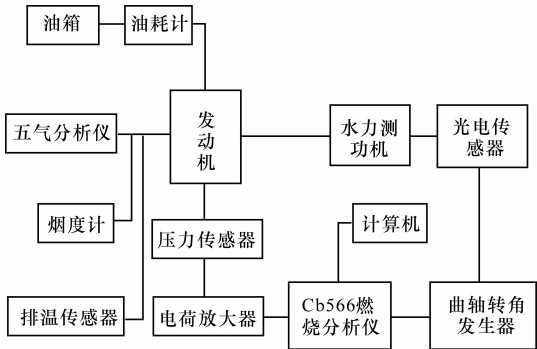 油箱
油耗计
五气分析仪
发
动
机
水力测
功机
光电传
感器
烟度计
压力传感器
计算机
排温传感器
电荷放大器
Cb566燃
烧分析仪
曲轴转角
发生器